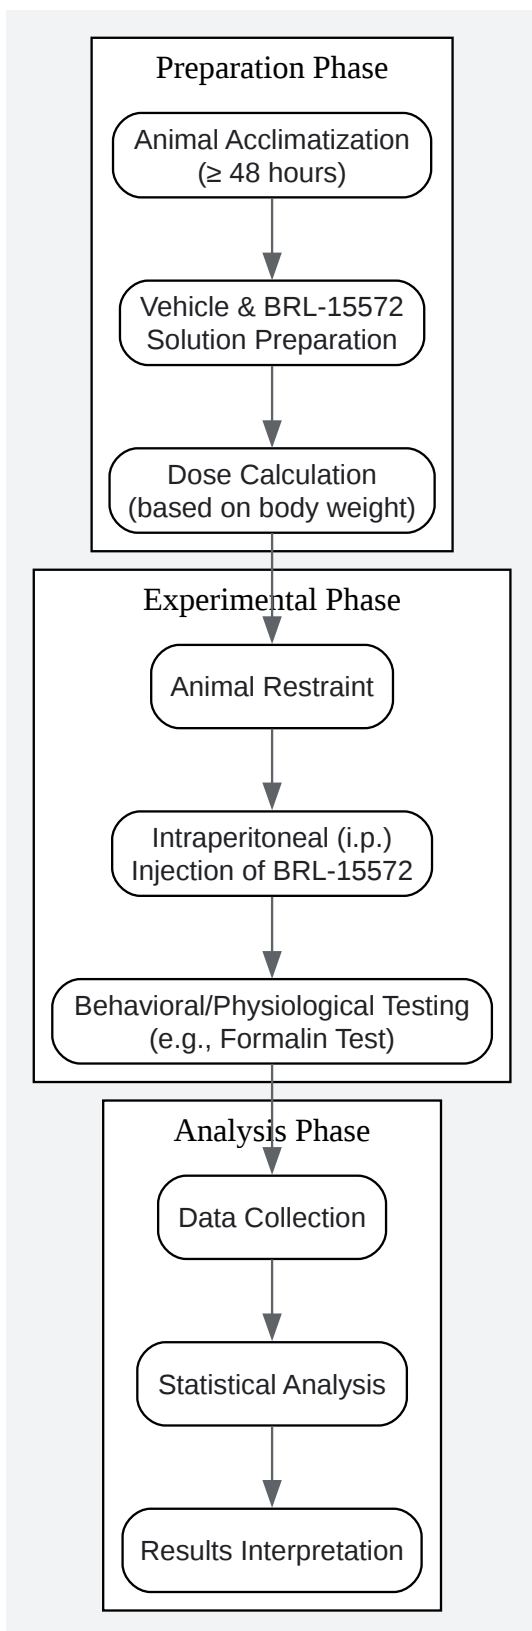 Preparation Phase
Animal Acclimatization
(≥ 48 hours)
Vehicle & BRL-15572
Solution Preparation
Dose Calculation
(based on body weight)
Experimental Phase
Animal Restraint
Intraperitoneal (i.p.)
Injection of BRL-15572
Behavioral/Physiological Testing
(e.g., Formalin Test)
Analysis Phase
Data Collection
Statistical Analysis
Results Interpretation